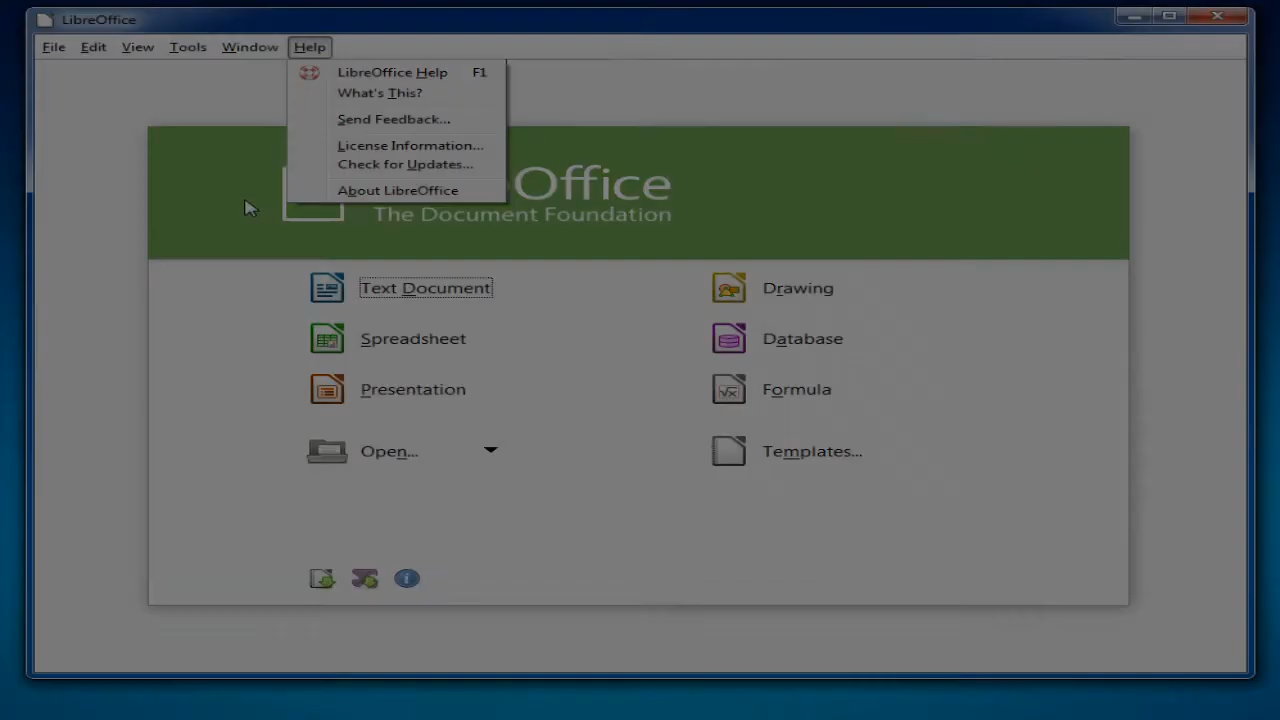 LibreOffice
File Edit View Tools Window Help
LibreOffice Help F1
What's This?
Send Feedback...
License Information...
Check for Updates...
About LibreOffice
Office
The Document Foundation
Text Document Drawing
Spreadsheet Database
Presentation Formula
Open... Templates...